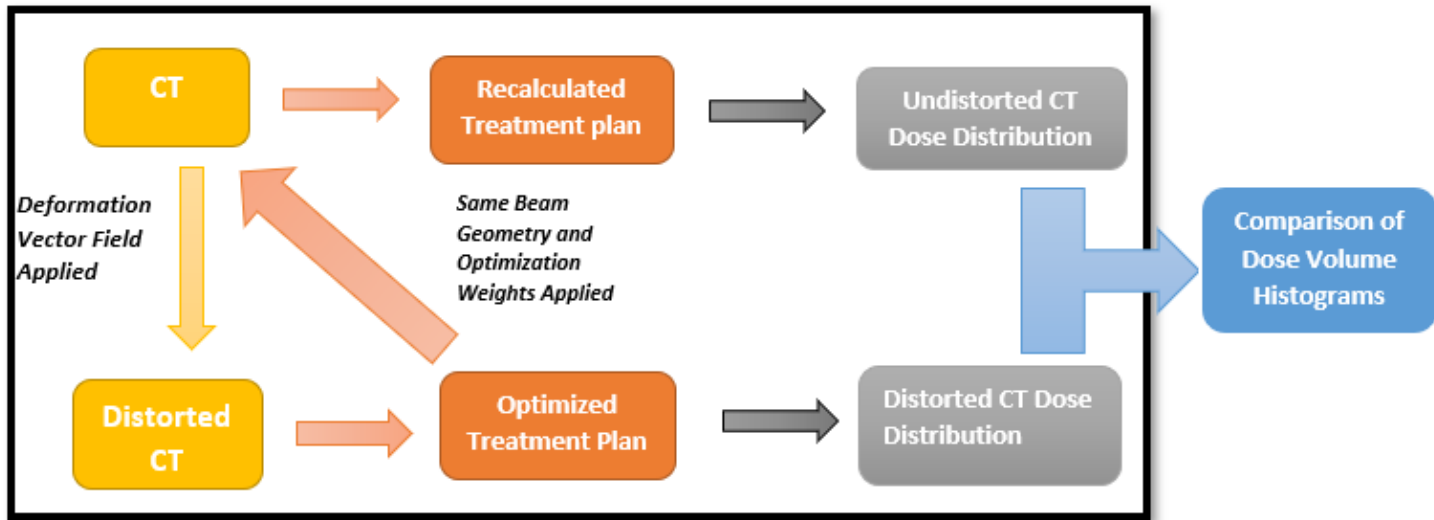 CT
Recalculated
Treatment plan
Undistorted CT
Dose Distribution
Deformation
Vector Field
Applied
Same Beam
Geometry and
Optimization
Weights Applied
Comparison of
Dose Volume
Histograms
Distorted
CT
Optimized
Treatment Plan
Distorted CT Dose
Distribution